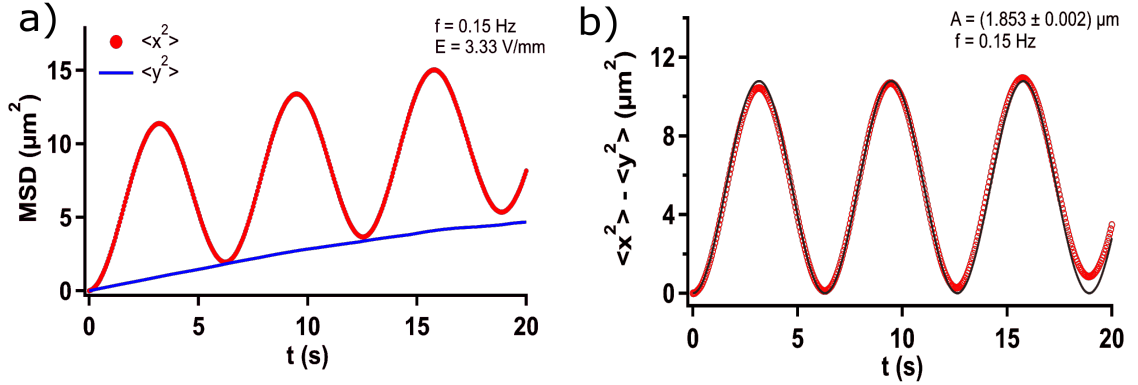 a)
f = 0.15 Hz
E = 3.33 V/mm
<x²>
<y²>
MSD (µm²)
15
10
5
0
0 5 10 15 20
t (s)
b)
A = (1.853 ± 0.002) µm
f = 0.15 Hz
<x²> - <y²> (µm²)
12
8
4
0
0 5 10 15 20
t (s)